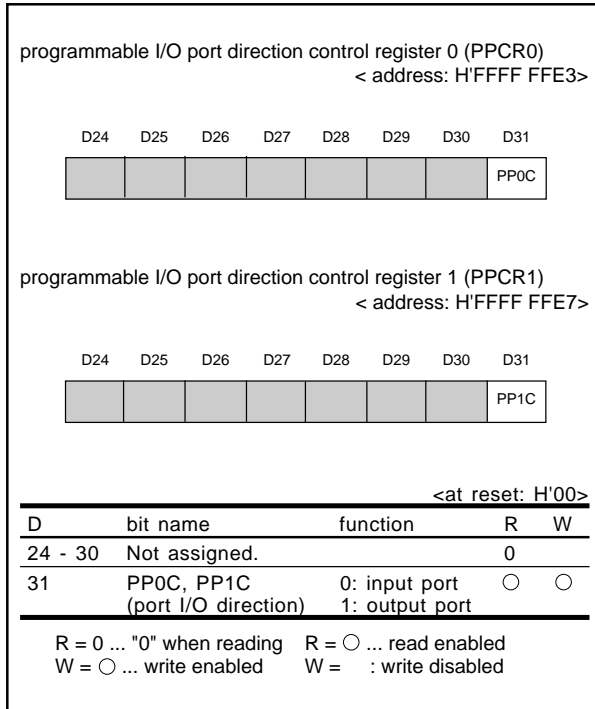 programmable I/O port direction control register 0 (PPCR0)
< address: H'FFFF FFE3>
D24 D25 D26 D27 D28 D29 D30 D31
PP0C
programmable I/O port direction control register 1 (PPCR1)
< address: H'FFFF FFE7>
D24 D25 D26 D27 D28 D29 D30 D31
PP1C
<at reset: H'00>
D bit name function R W
24 - 30 Not assigned. 0
31 PP0C, PP1C 0: input port ○ ○
(port I/O direction) 1: output port
R = 0 ... "0" when reading R = ○ ... read enabled
W = ○ ... write enabled W = : write disabled